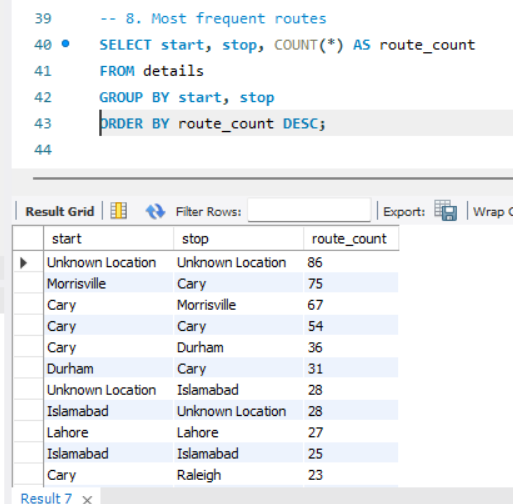 39 -- 8. Most frequent routes
40 SELECT start, stop, COUNT(*) AS route_count
41 FROM details
42 GROUP BY start, stop
43 ORDER BY route_count DESC;
44
Result Grid Filter Rows: Export: Wrap C
start stop route_count
Unknown Location Unknown Location 86
Morrisville Cary 75
Cary Morrisville 67
Cary Cary 54
Cary Durham 36
Durham Cary 31
Unknown Location Islamabad 28
Islamabad Unknown Location 28
Lahore Lahore 27
Islamabad Islamabad 25
Cary Raleigh 23
Result 7 ×